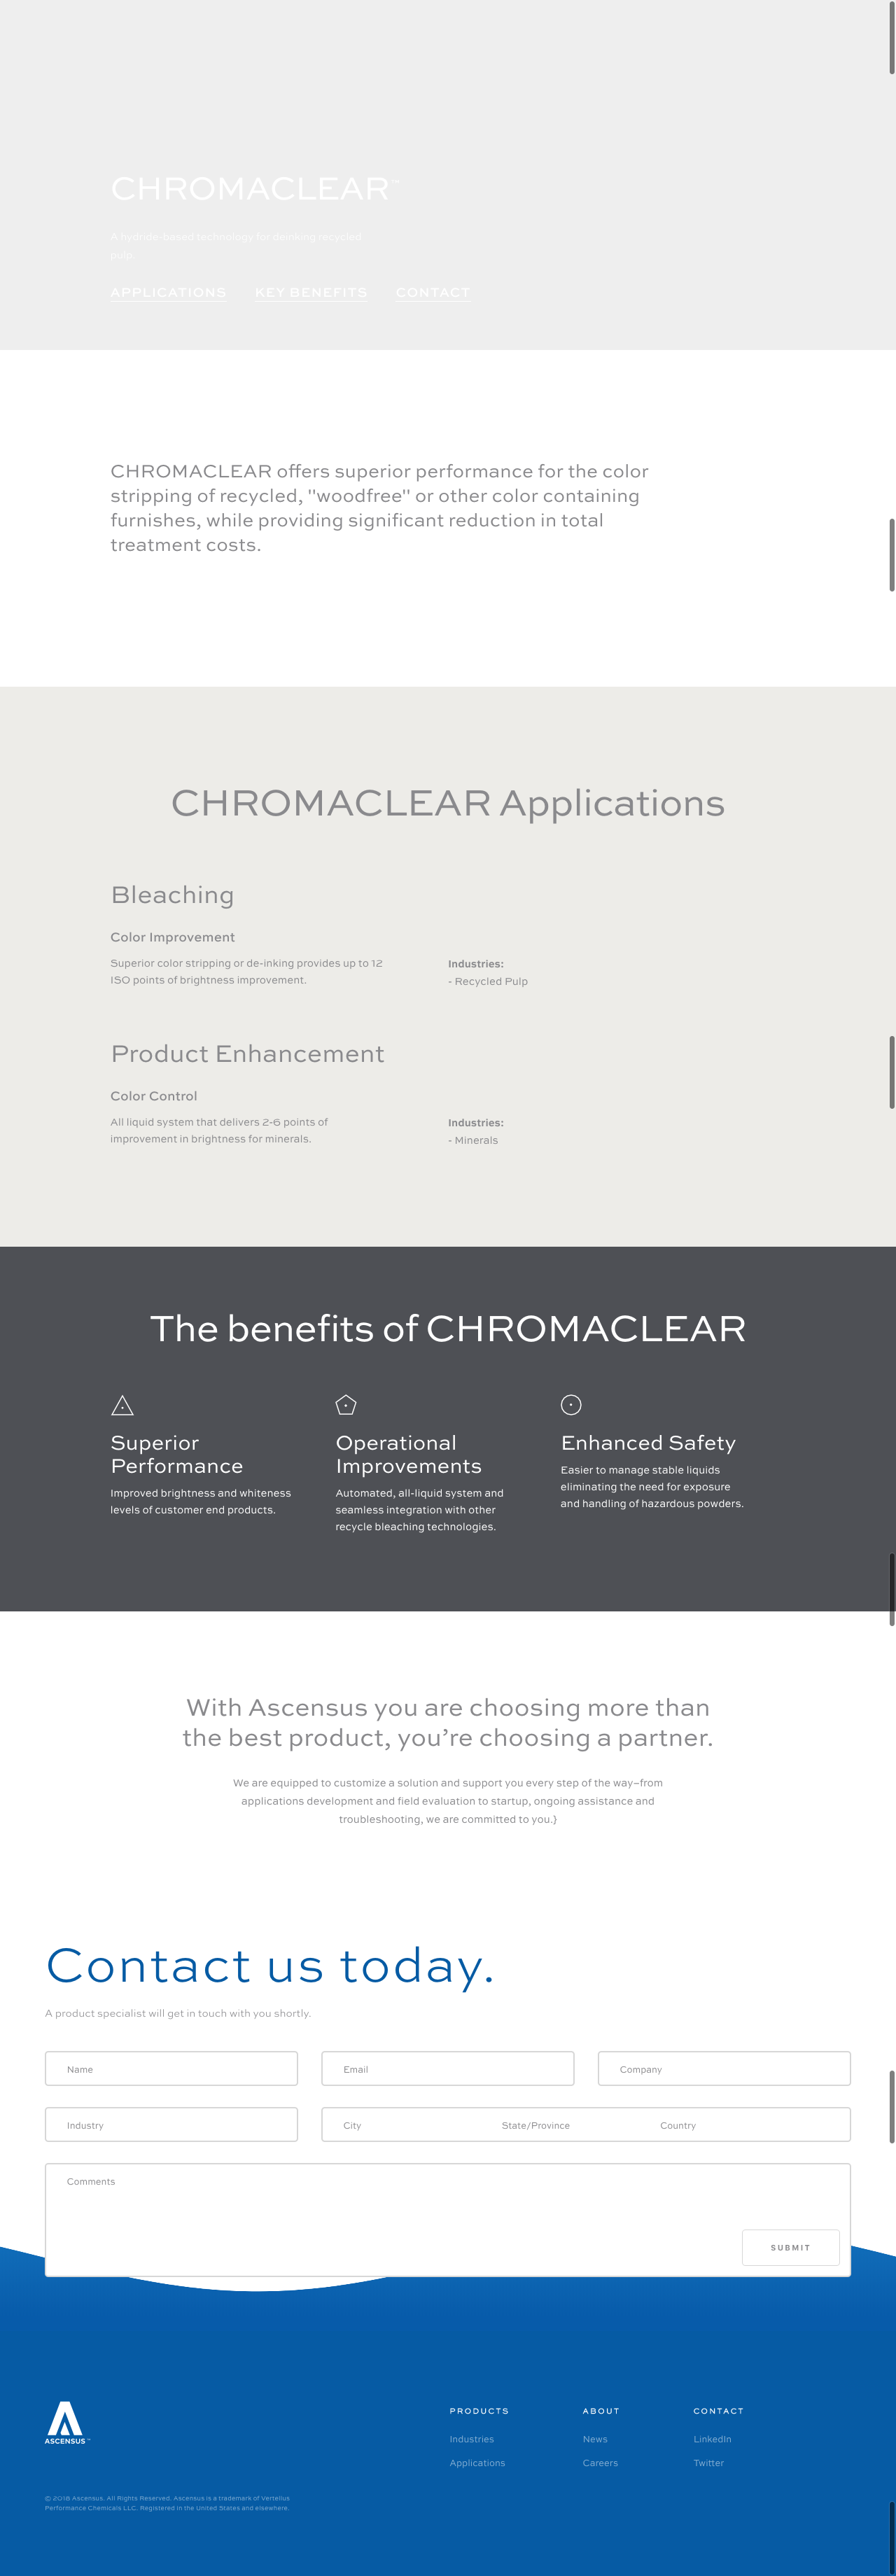 CHROMACLEAR™
A hydride-based technology for deinking recycled
pulp.
APPLICATIONS KEY BENEFITS CONTACT
CHROMACLEAR offers superior performance for the color
stripping of recycled, "woodfree" or other color containing
furnishes, while providing significant reduction in total
treatment costs.
CHROMACLEAR Applications
Bleaching
Color Improvement
Superior color stripping or de-inking provides up to 12
ISO points of brightness improvement.
Industries:
- Recycled Pulp
Product Enhancement
Color Control
All liquid system that delivers 2-6 points of
improvement in brightness for minerals.
Industries:
- Minerals
The benefits of CHROMACLEAR
Superior
Performance
Improved brightness and whiteness
levels of customer end products.
Operational
Improvements
Automated, all-liquid system and
seamless integration with other
recycle bleaching technologies.
Enhanced Safety
Easier to manage stable liquids
eliminating the need for exposure
and handling of hazardous powders.
With Ascensus you are choosing more than
the best product, you’re choosing a partner.
We are equipped to customize a solution and support you every step of the way–from
applications development and field evaluation to startup, ongoing assistance and
troubleshooting, we are committed to you.}
Contact us today.
A product specialist will get in touch with you shortly.
Name Email Company
Industry City State/Province Country
Comments
SUBMIT
ASCENSUS™
PRODUCTS
Industries
Applications
ABOUT
News
Careers
CONTACT
LinkedIn
Twitter
© 2018 Ascensus. All Rights Reserved. Ascensus is a trademark of Vertellus
Performance Chemicals LLC. Registered in the United States and elsewhere.